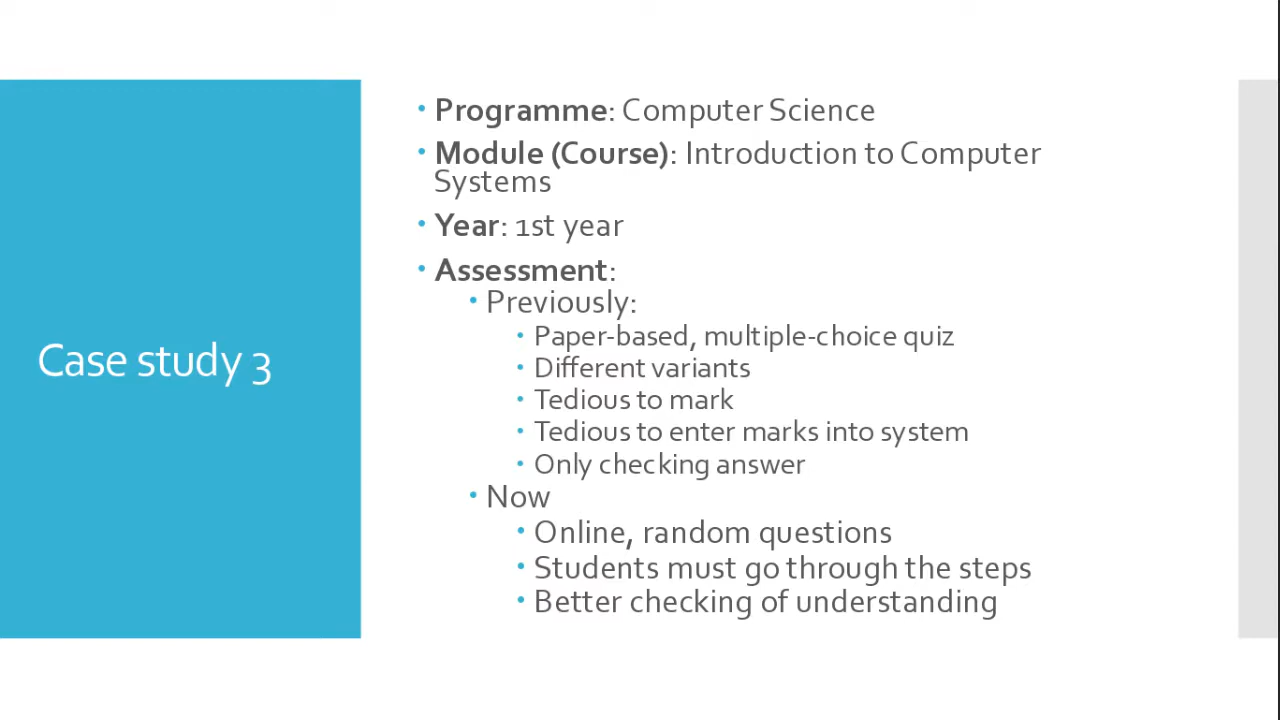 Case study 3
• Programme: Computer Science
• Module (Course): Introduction to Computer
Systems
• Year: 1st year
• Assessment:
• Previously:
• Paper-based, multiple-choice quiz
• Different variants
• Tedious to mark
• Tedious to enter marks into system
• Only checking answer
• Now
• Online, random questions
• Students must go through the steps
• Better checking of understanding